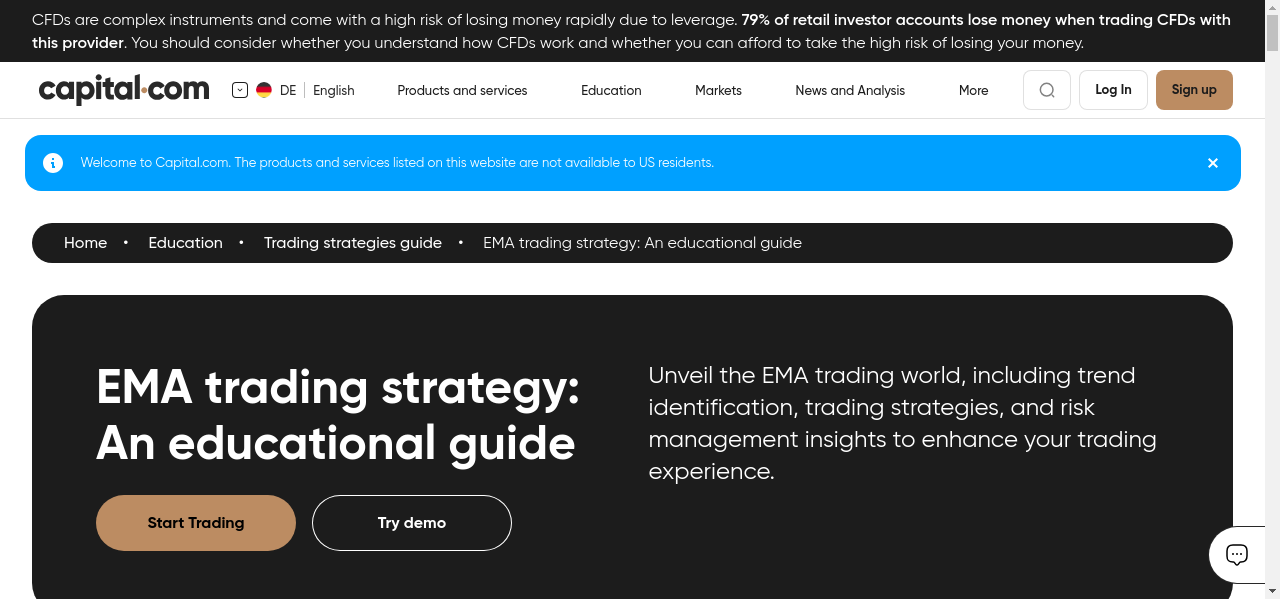 CFDs are complex instruments and come with a high risk of losing money rapidly due to leverage. 79% of retail investor accounts lose money when trading CFDs with
this provider. You should consider whether you understand how CFDs work and whether you can afford to take the high risk of losing your money.
capital.com DE English Products and services Education Markets News and Analysis More Log In Sign up
Welcome to Capital.com. The products and services listed on this website are not available to US residents.
Home • Education • Trading strategies guide • EMA trading strategy: An educational guide
EMA trading strategy:
An educational guide
Unveil the EMA trading world, including trend
identification, trading strategies, and risk
management insights to enhance your trading
experience.
Start Trading Try demo